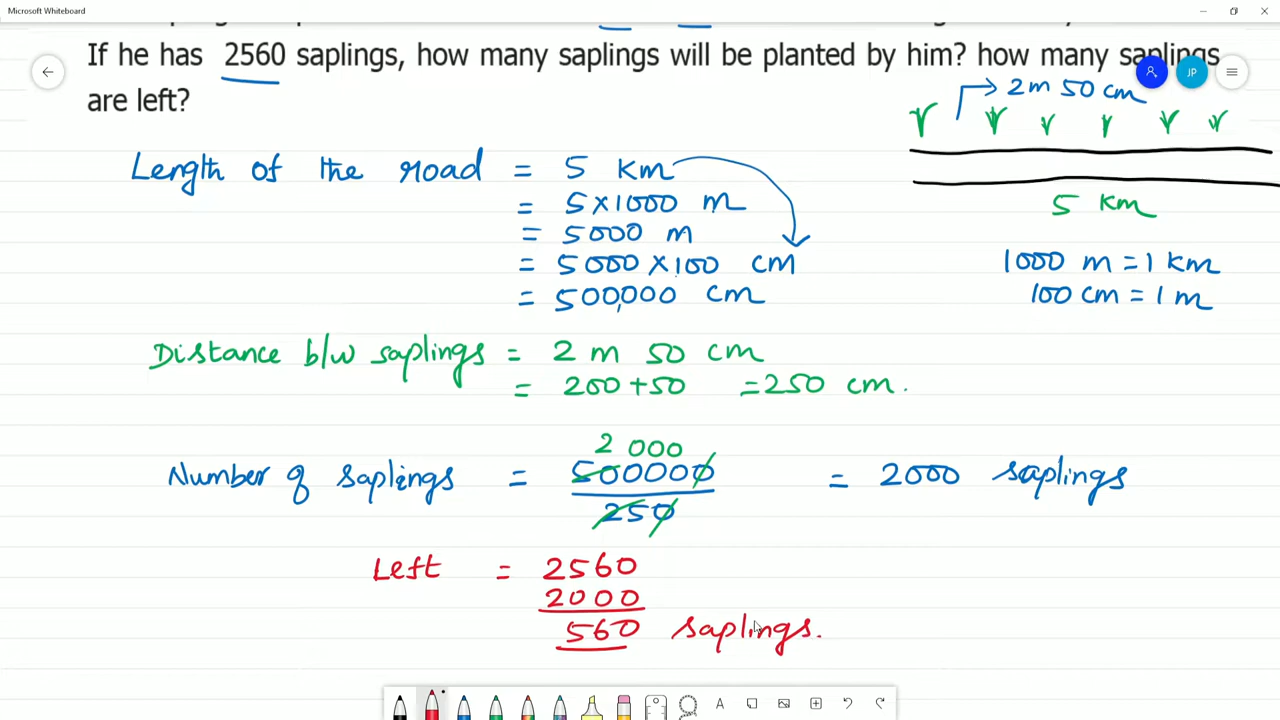 Microsoft Whiteboard
If he has 2560 saplings, how many saplings will be planted by him? how many saplings
are left?
JP
2 m 50 cm
5 Km
1000 m = 1 Km
100 cm = 1 m
Length of the road = 5 Km
= 5×1000 m
= 5000 m
= 5000 × 100 cm
= 500,000 cm
Distance b/w saplings = 2 m 50 cm
= 200 + 50 = 250 cm.
2 000
Number of saplings = 500000 = 2000 saplings
250
Left = 2560
2000
560 saplings.
A